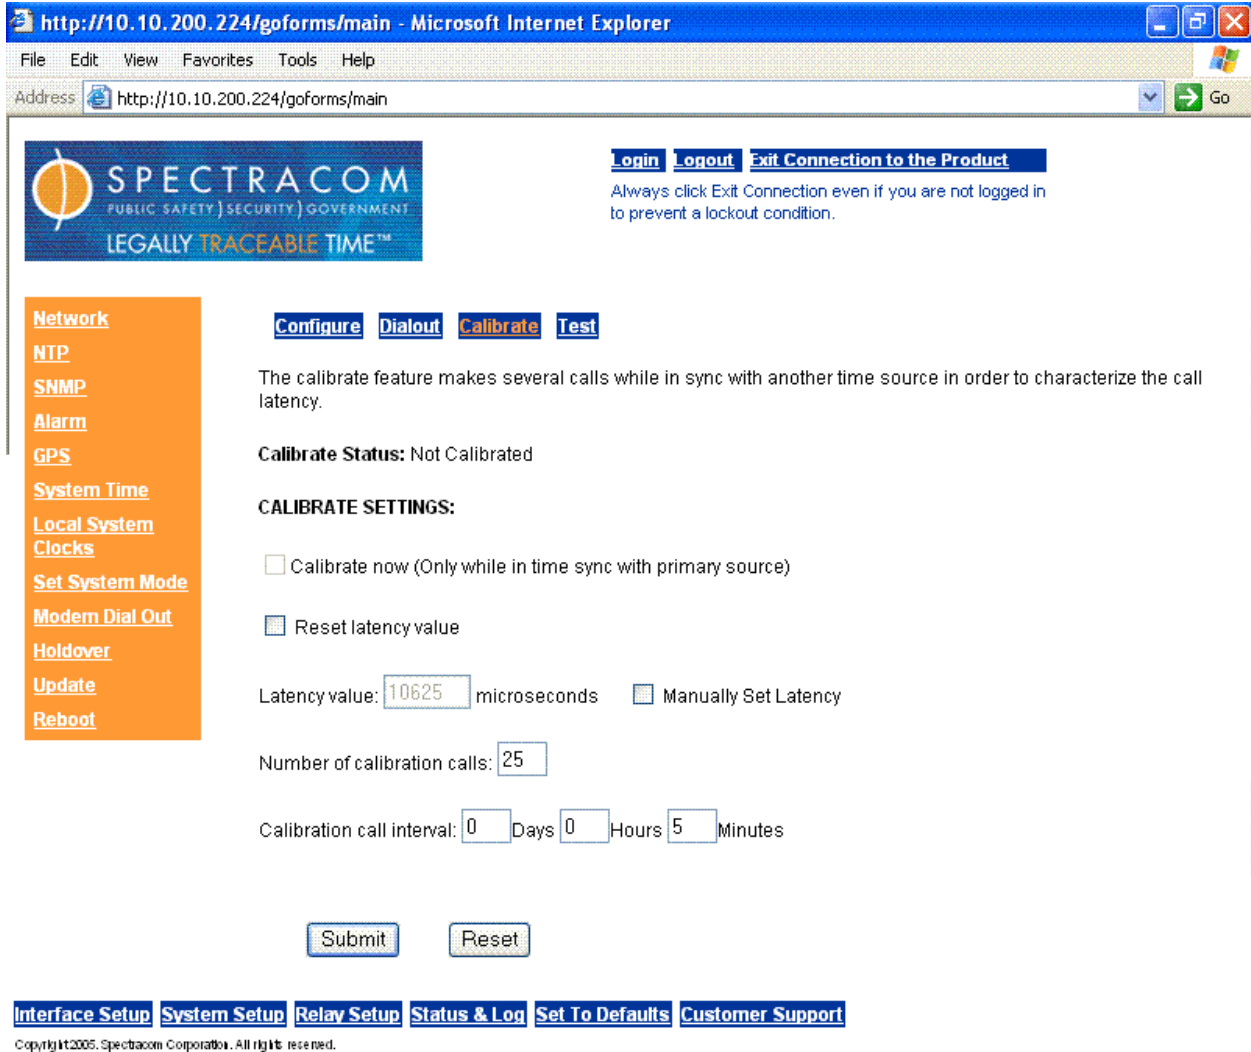 http://10.10.200.224/goforms/main - Microsoft Internet Explorer
File Edit View Favorites Tools Help
Address http://10.10.200.224/goforms/main Go
SPECTRACOM
PUBLIC SAFETY ) SECURITY ) GOVERNMENT
LEGALLY TRACEABLE TIME™
Login Logout Exit Connection to the Product
Always click Exit Connection even if you are not logged in
to prevent a lockout condition.
Network
NTP
SNMP
Alarm
GPS
System Time
Local System
Clocks
Set System Mode
Modem Dial Out
Holdover
Update
Reboot
Configure Dialout Calibrate Test
The calibrate feature makes several calls while in sync with another time source in order to characterize the call
latency.
Calibrate Status: Not Calibrated
CALIBRATE SETTINGS:
Calibrate now (Only while in time sync with primary source)
Reset latency value
Latency value: 10625 microseconds Manually Set Latency
Number of calibration calls: 25
Calibration call interval: 0 Days 0 Hours 5 Minutes
Submit Reset
Interface Setup System Setup Relay Setup Status & Log Set To Defaults Customer Support
Copyright 2005. Spectracom Corporation. All rights reserved.